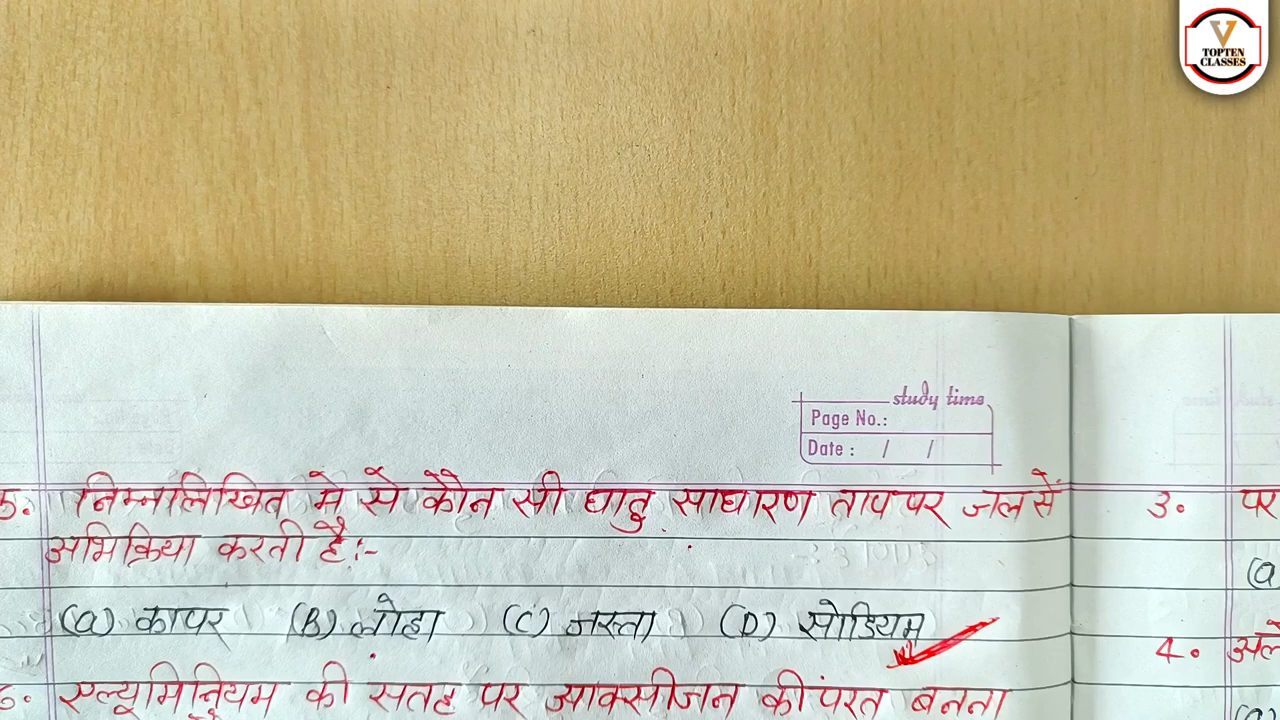 V
TOPTEN
CLASSES
study time
Page No.:
Date : / /
5. निम्नलिखित मे से कौन सी धातु साधारण ताप पर जल से
अभिक्रिया करती है :-
(a) कापर (B) लोहा (C) जस्ता (D) सोडियम
6. एल्यूमिनियम की सतह पर आक्सीजन की परत बनना
3. पर
(a
4.